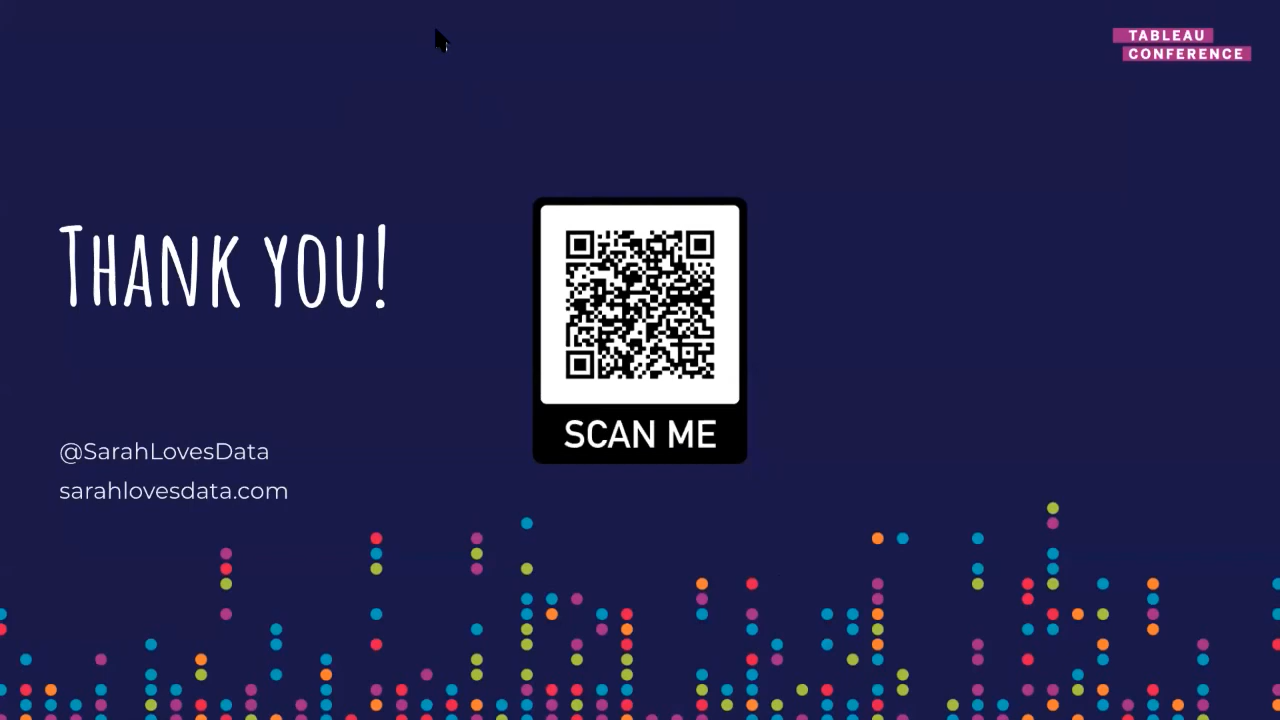 TABLEAU
CONFERENCE
THANK YOU!
SCAN ME
@SarahLovesData
sarahlovesdata.com